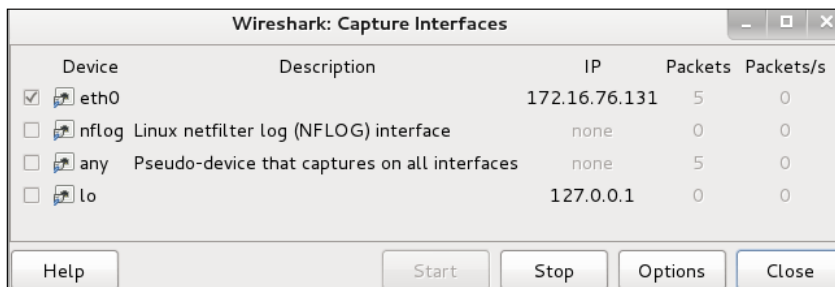 Wireshark: Capture Interfaces
Device Description IP Packets Packets/s
eth0 172.16.76.131 5 0
nflog Linux netfilter log (NFLOG) interface none 0 0
any Pseudo-device that captures on all interfaces none 5 0
lo 127.0.0.1 0 0
Help Start Stop Options Close